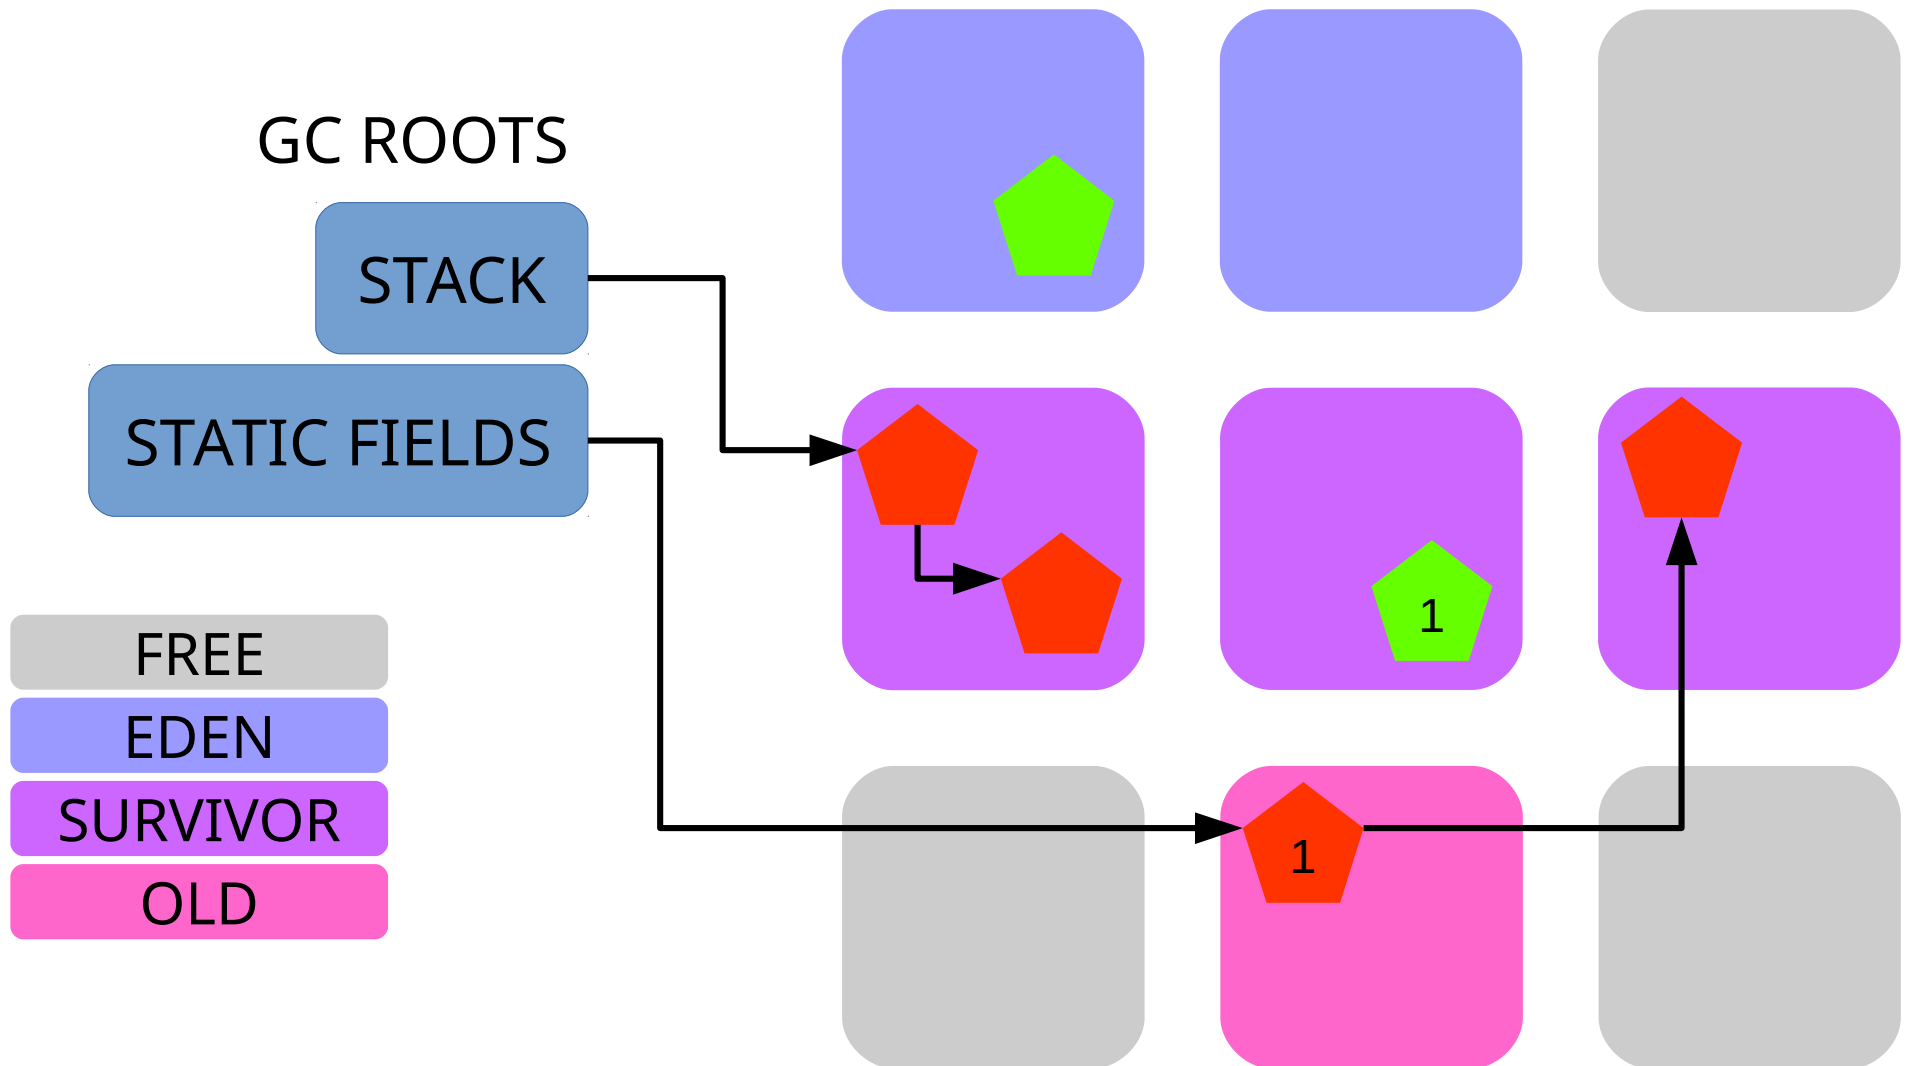 GC ROOTS
STACK
STATIC FIELDS
FREE
EDEN
SURVIVOR
OLD
1
1